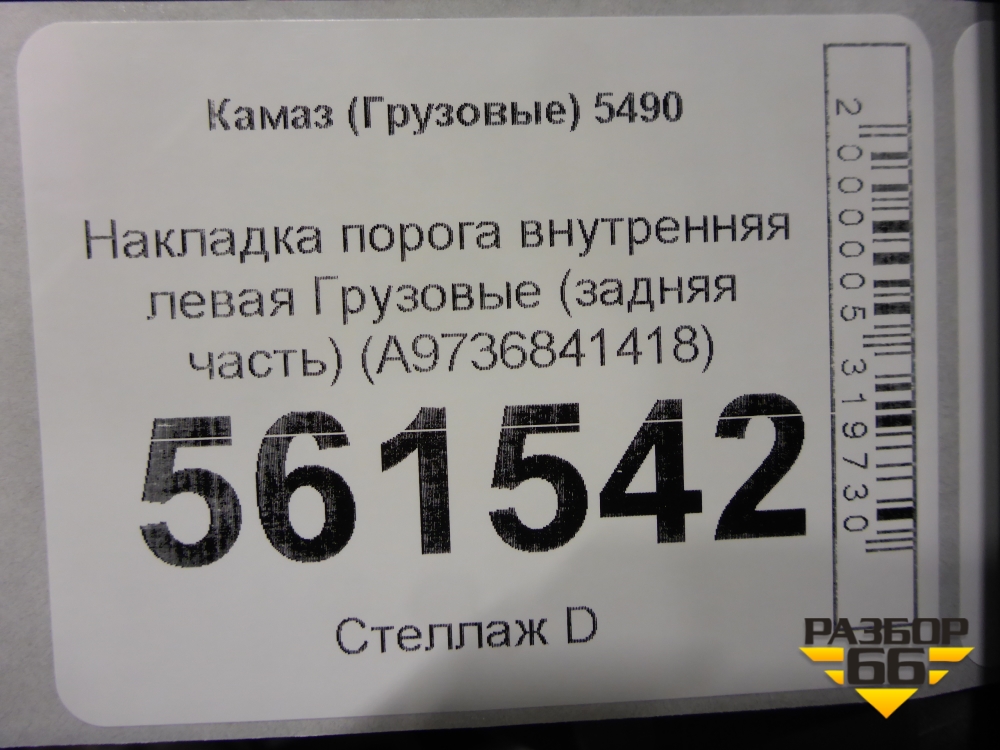 Камаз (Грузовые) 5490
Накладка порога внутренняя
левая Грузовые (задняя
часть) (A9736841418)
561542
Стеллаж D
2000005319730
РАЗБОР
66